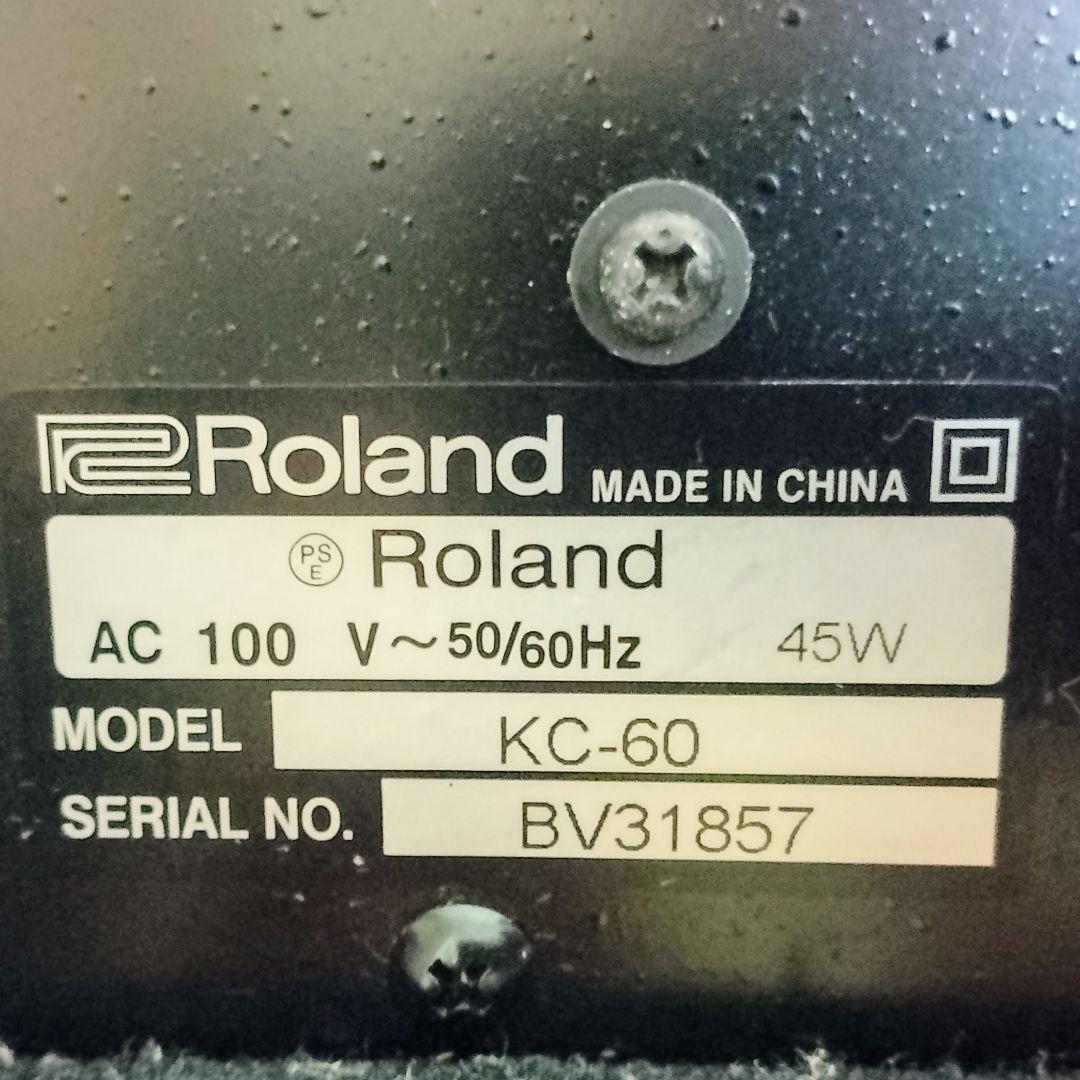 Roland MADE IN CHINA
PSE Roland
AC 100 V~50/60Hz 45W
MODEL KC-60
SERIAL NO. BV31857